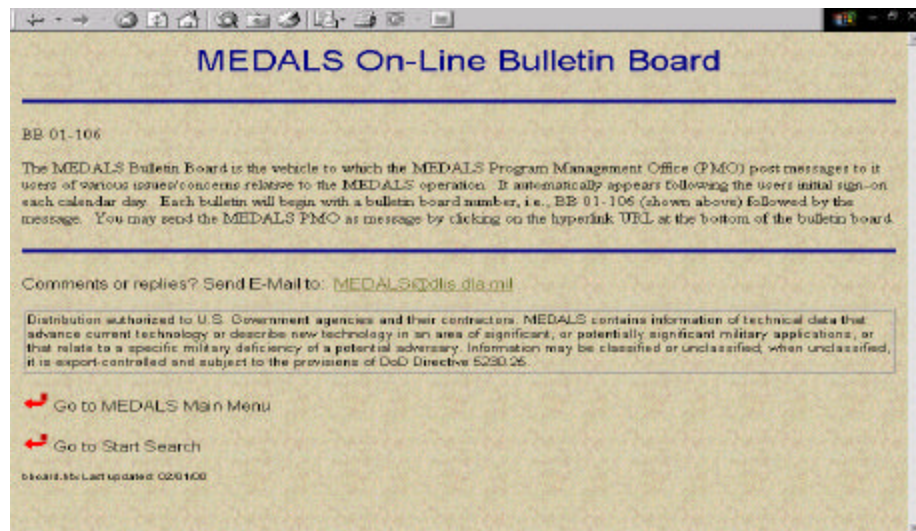 MEDALS On-Line Bulletin Board
BB 01-106
The MEDALS Bulletin Board is the vehicle to which the MEDALS Program Management Office (PMO) post messages to it
users of various issues/concerns relative to the MEDALS operation. It automatically appears following the users initial sign-on
each calendar day. Each bulletin will begin with a bulletin board number, i.e., BB 01-106 (shown above) followed by the
message. You may send the MEDALS PMO as message by clicking on the hyperlink URL at the bottom of the bulletin board.
Comments or replies? Send E-Mail to: MEDALS@dlis.dla.mil
Distribution authorized to U.S. Government agencies and their contractors. MEDALS contains information of technical data that
advance current technology or describe new technology in an area of significant, or potentially significant military applications, or
that relate to a specific military deficiency of a potential adversary. Information may be classified or unclassified; when unclassified,
it is export-controlled and subject to the provisions of DoD Directive 5230.25.
Go to MEDALS Main Menu
Go to Start Search
Last updated: 02/01/00